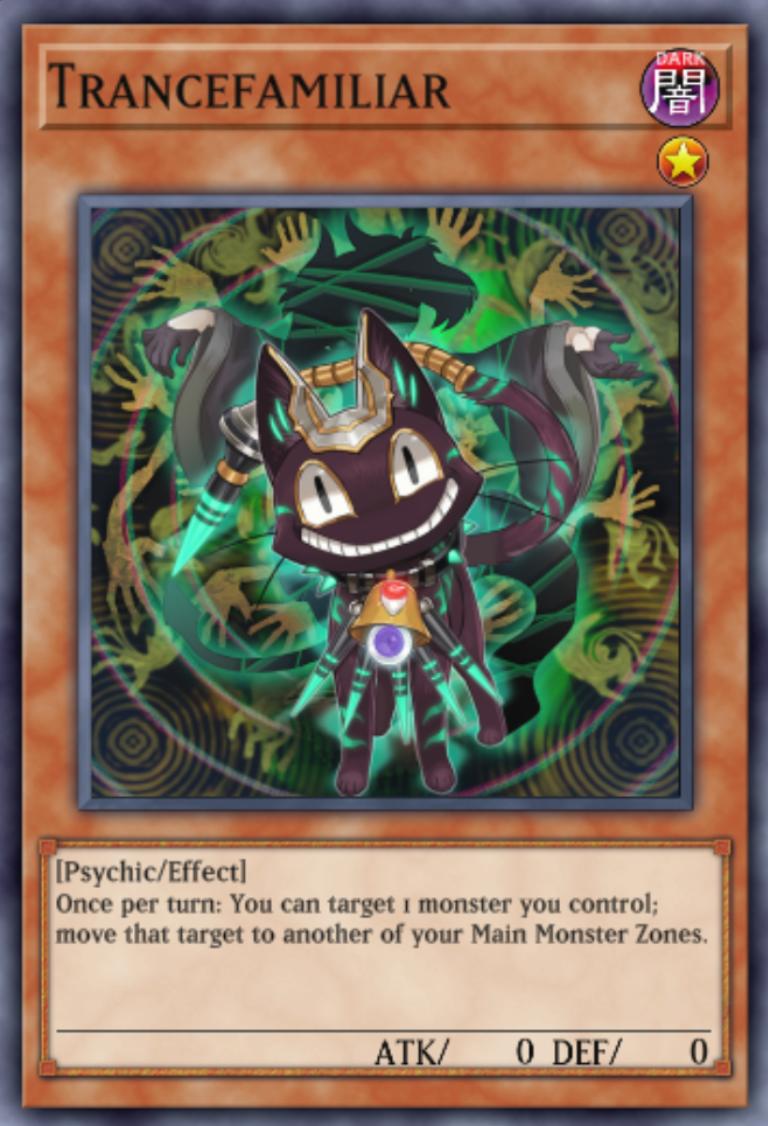 TRANCEFAMILIAR
DARK
闇
[Psychic/Effect]
Once per turn: You can target 1 monster you control;
move that target to another of your Main Monster Zones.
ATK/ 0 DEF/ 0